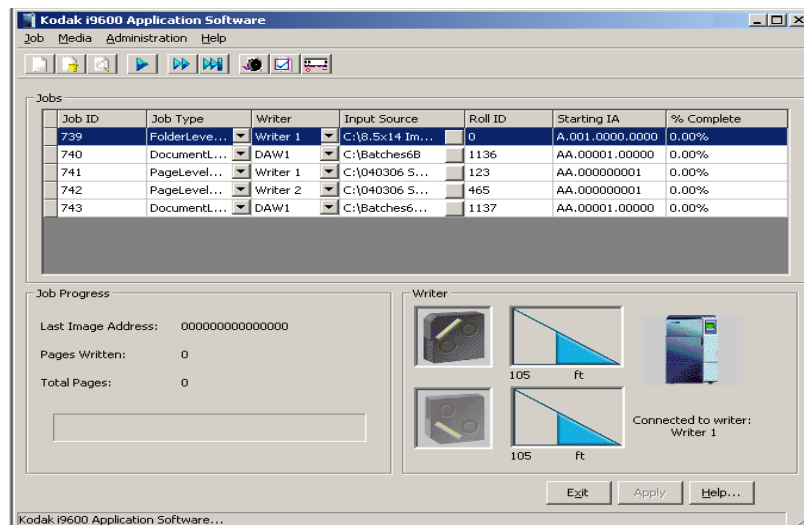 Kodak i9600 Application Software
Job Media Administration Help
Jobs
Job ID Job Type Writer Input Source Roll ID Starting IA % Complete
739 FolderLeve... Writer 1 C:\8.5x14 Im... 0 A.001.0000.0000 0.00%
740 DocumentL... DAW1 C:\Batches6B 1136 AA.00001.00000 0.00%
741 PageLevel... Writer 1 C:\040306 S... 123 AA.000000001 0.00%
742 PageLevel... Writer 2 C:\040306 S... 465 AA.000000001 0.00%
743 DocumentL... DAW1 C:\Batches6... 1137 AA.00001.00000 0.00%
Job Progress
Last Image Address: 000000000000000
Pages Written: 0
Total Pages: 0
Writer
105 ft
105 ft
Connected to writer:
Writer 1
Exit Apply Help...
Kodak i9600 Application Software...